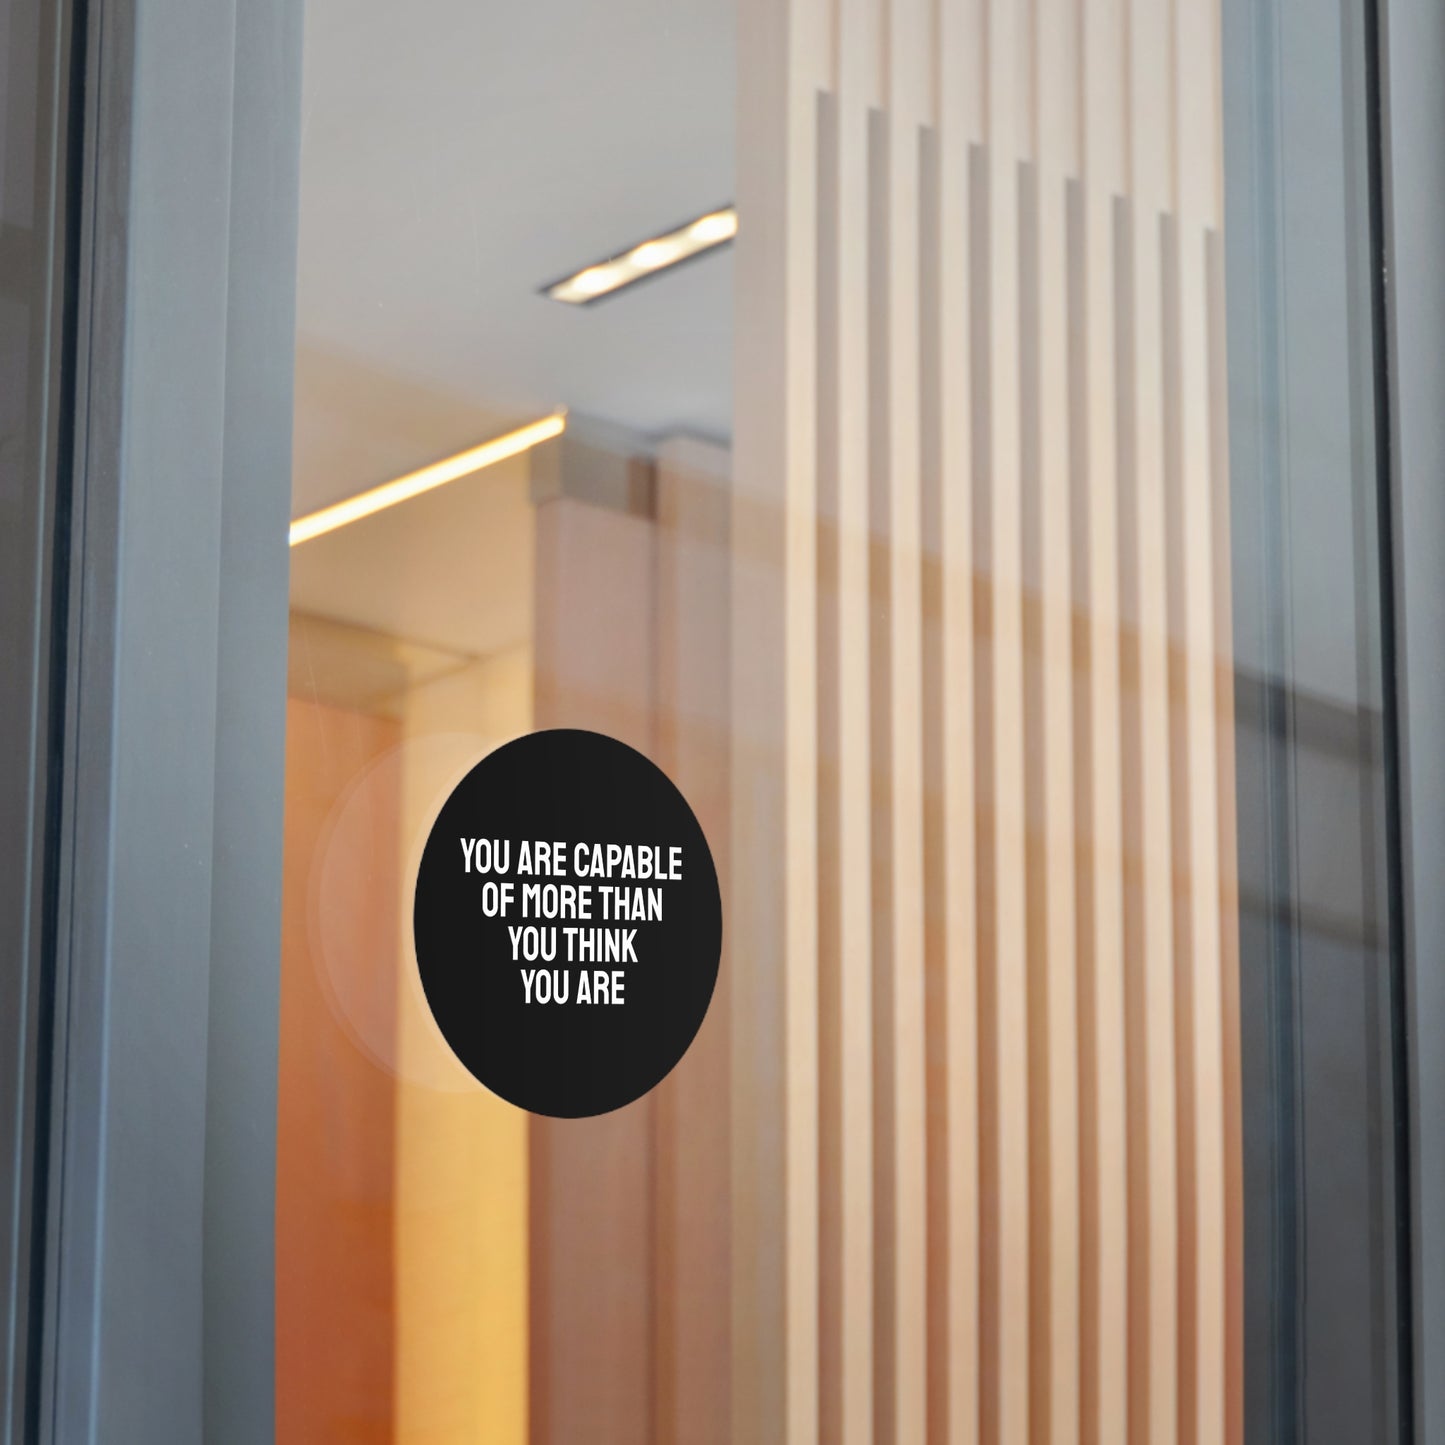 YOU ARE CAPABLE
OF MORE THAN
YOU THINK
YOU ARE